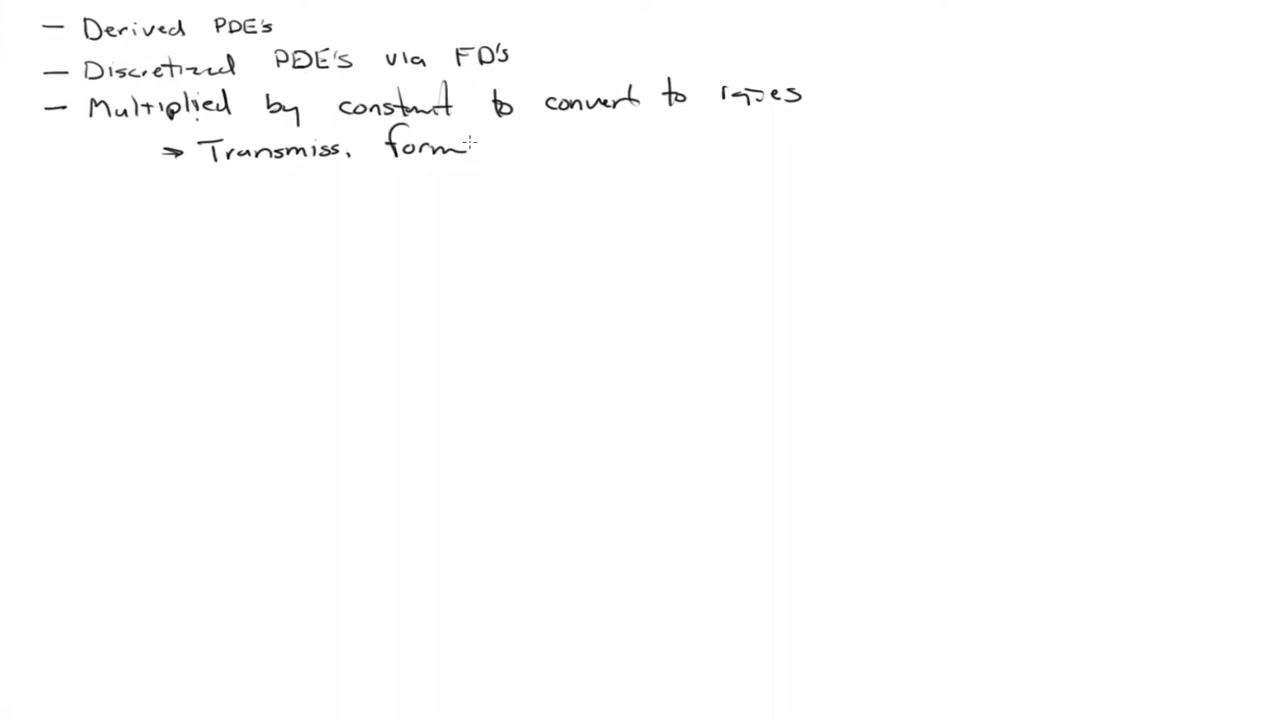 – Derived PDE's
– Discretized PDE's via FD's
– Multiplied by constant to convert to
⇒ Transmiss. form